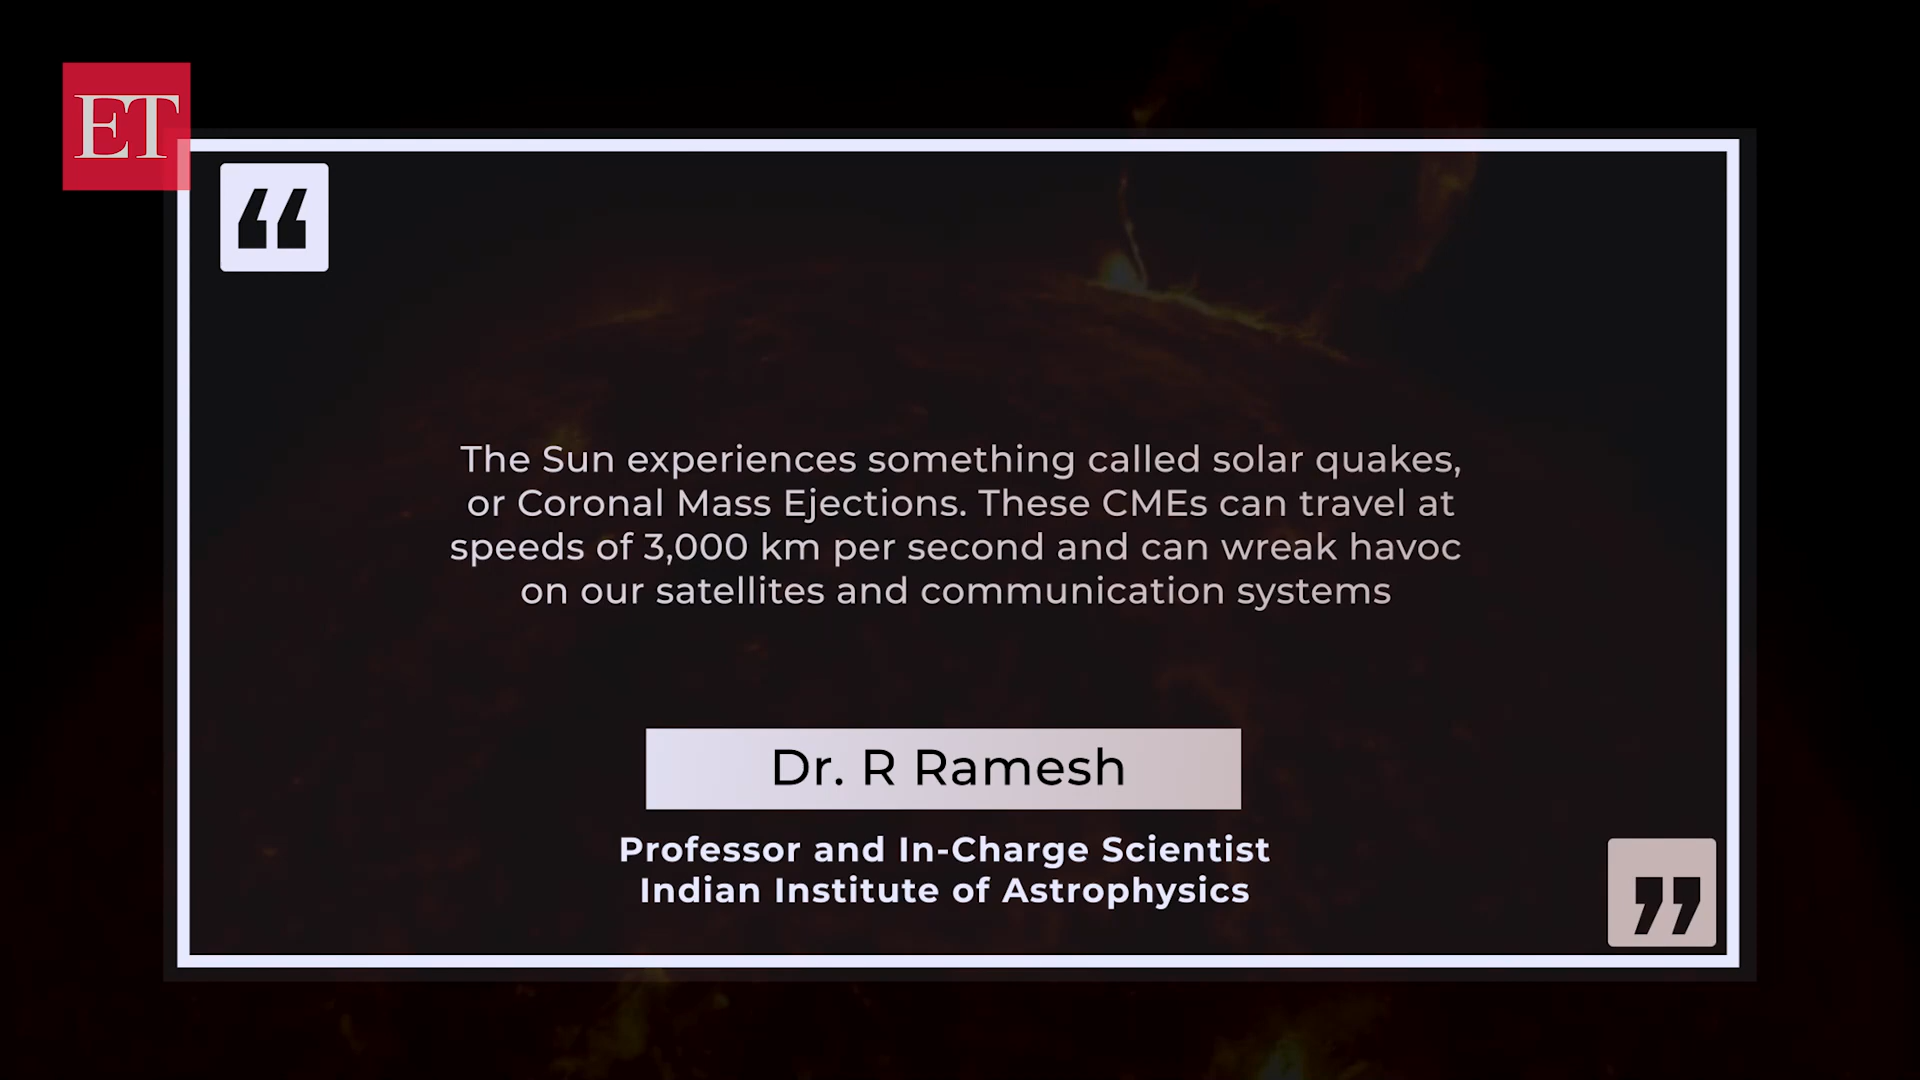 ET
“
The Sun experiences something called solar quakes,
or Coronal Mass Ejections. These CMEs can travel at
speeds of 3,000 km per second and can wreak havoc
on our satellites and communication systems
Dr. R Ramesh
Professor and In-Charge Scientist
Indian Institute of Astrophysics
”